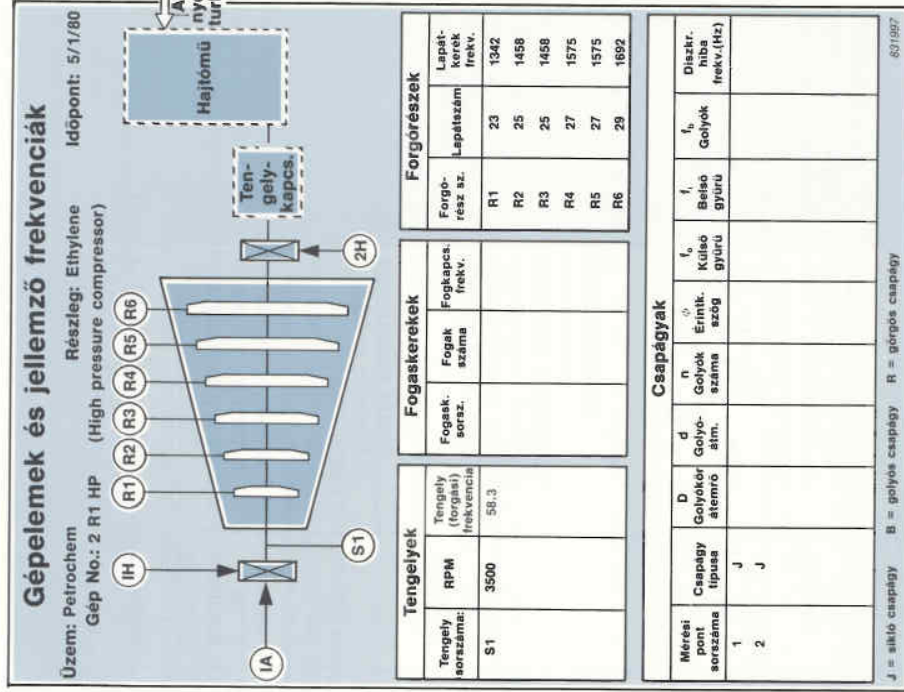 Gépelemek és jellemző frekvenciák
Üzem: Petrochem Részleg: Ethylene Időpont: 5/1/80
Gép No.: 2 R1 HP (High pressure compressor)
IH R1 R2 R3 R4 R5 R6
IA
S1
2H
Ten-
gely-
kapcs.
Hajtómű
Tengelyek
Tengely sorszáma: RPM Tengely (forgási) frekvencia
S1 3500 58.3
Fogaskerekek
Fogask. sorsz. Fogak száma Fogkapcs. frekv.
Forgórészek
Forgó-rész sz. Lapátszám Lapát-kerék frekv.
R1 23 1342
R2 25 1458
R3 25 1458
R4 27 1575
R5 27 1575
R6 29 1692
Csapágyak
Mérési pont sorszáma Csapágy típusa D Golyókör átemrő d Golyó-átm. n Golyók száma Érintk. szög fo Külső gyűrű fi Belső gyűrű fb Golyók Diszkr. hiba frekv.(Hz)
1 J
2 J
J = sikló csapágy B = golyós csapágy R = görgős csapágy
831997